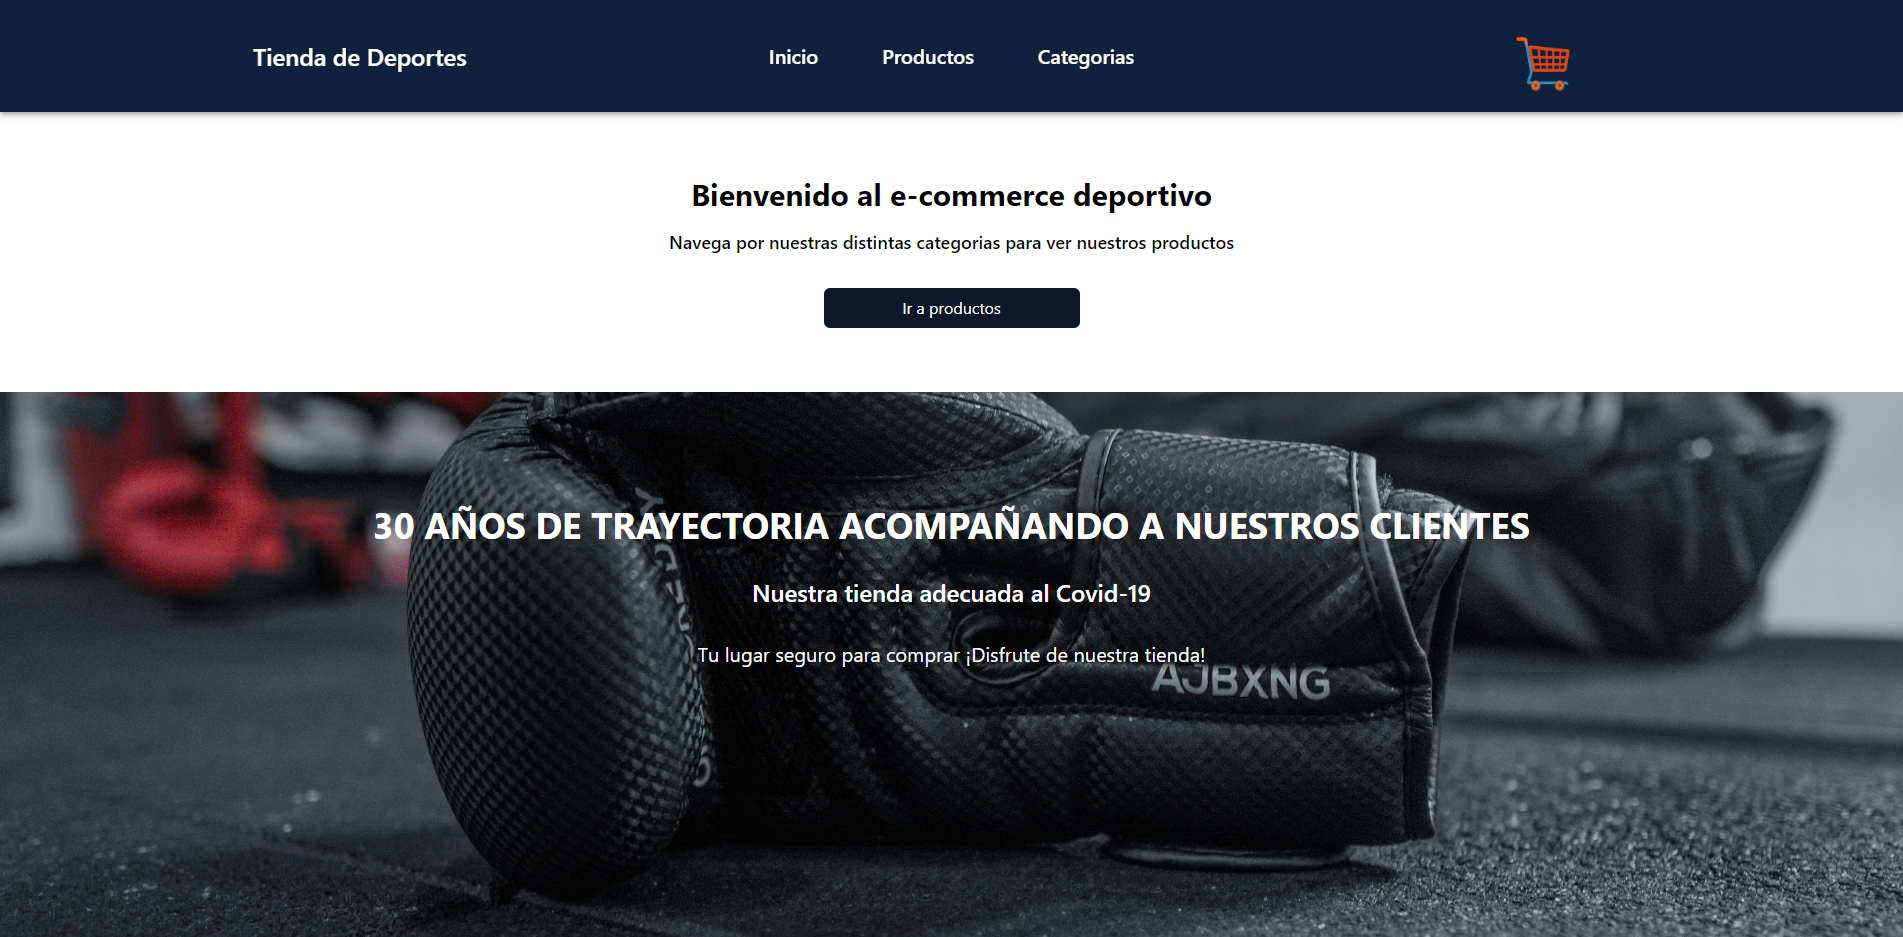 Tienda de Deportes
Inicio
Productos
Categorias
Bienvenido al e-commerce deportivo
Navega por nuestras distintas categorias para ver nuestros productos
Ir a productos
30 AÑOS DE TRAYECTORIA ACOMPAÑANDO A NUESTROS CLIENTES
Nuestra tienda adecuada al Covid-19
Tu lugar seguro para comprar ¡Disfrute de nuestra tienda!
AJBXNG